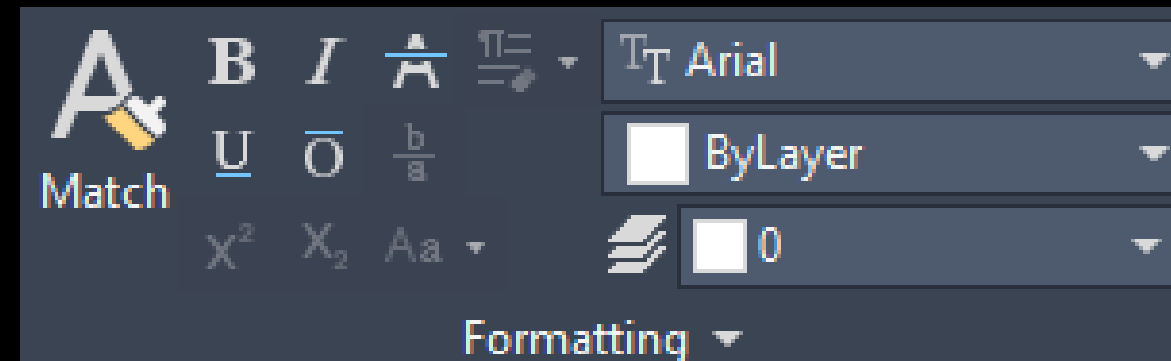 B I A Arial
U O b/a ByLayer
Match
X² X₂ Aa 0
Formatting